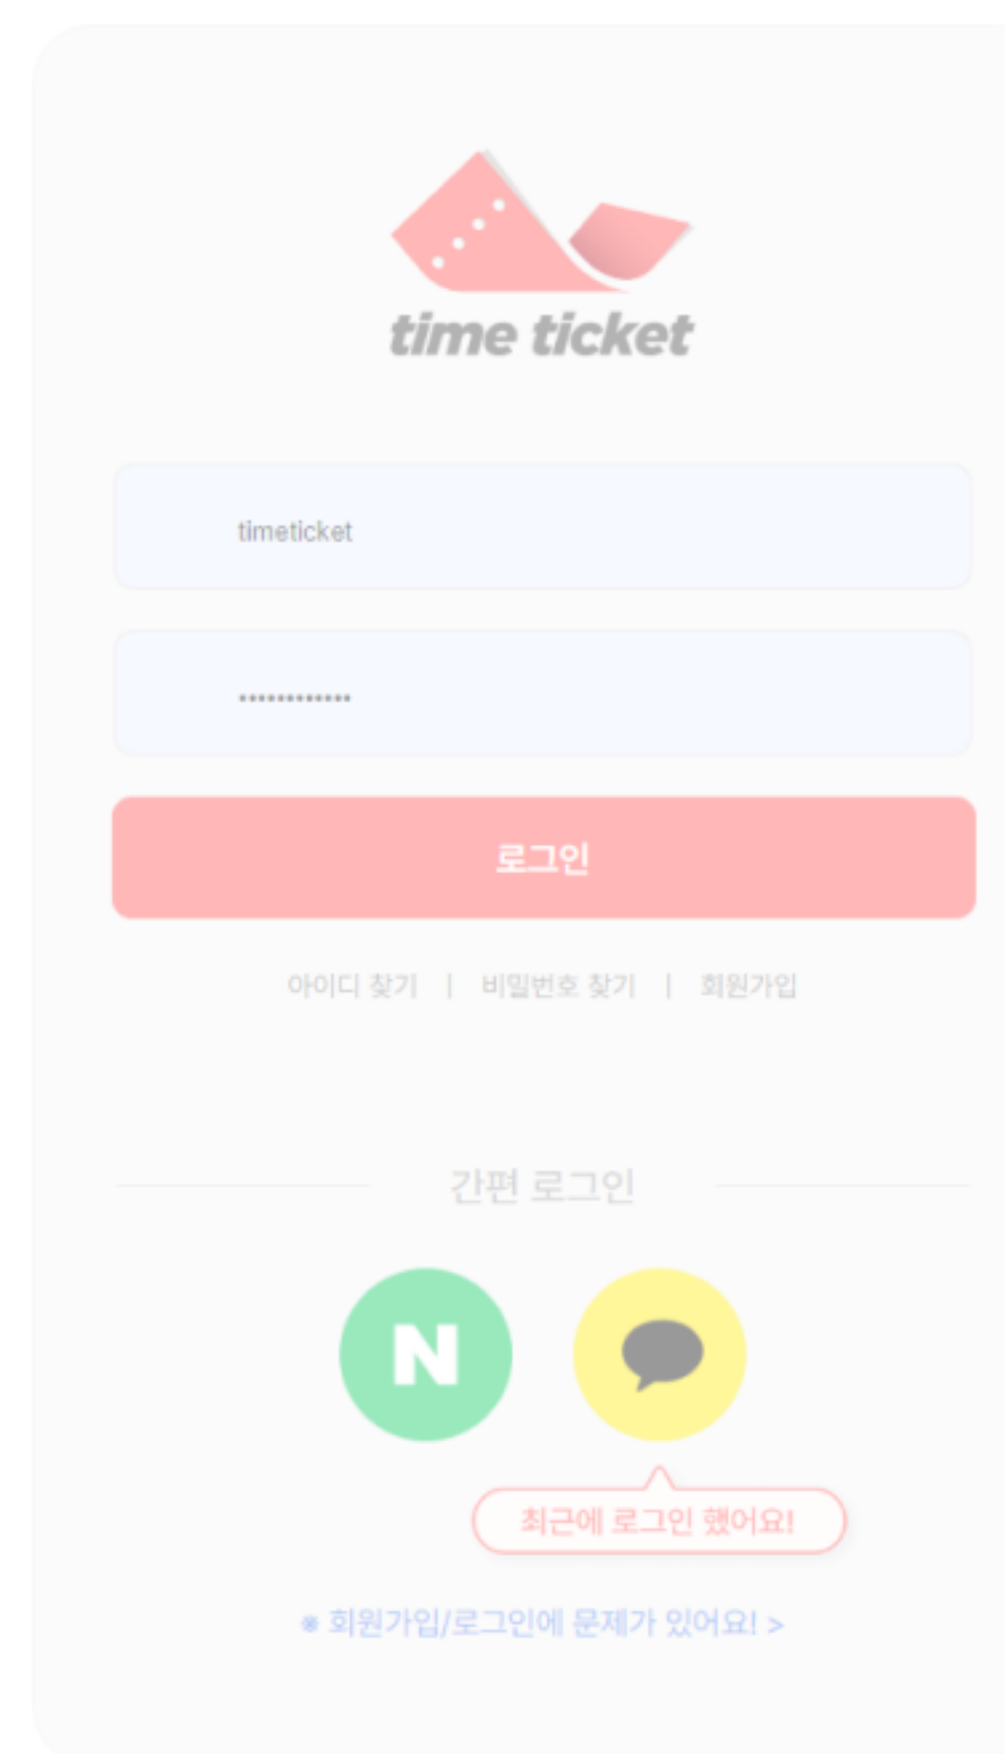 time ticket
timeticket
••••••••••••
로그인
아이디 찾기 | 비밀번호 찾기 | 회원가입
간편 로그인
N
최근에 로그인 했어요!
※ 회원가입/로그인에 문제가 있어요! >